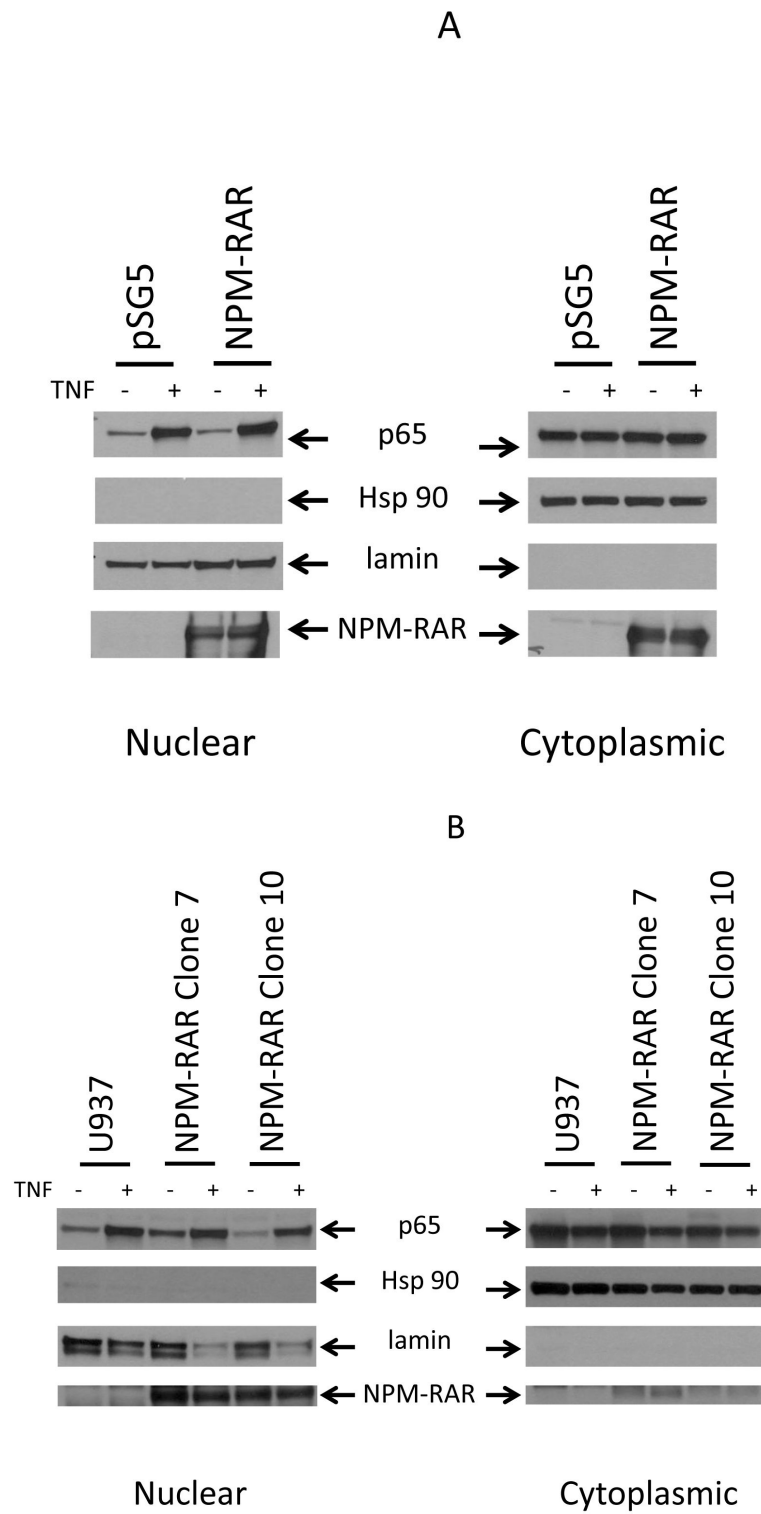 A
pSG5 NPM-RAR pSG5 NPM-RAR
TNF - + - + - + - +
p65
Hsp 90
lamin
NPM-RAR
Nuclear Cytoplasmic
B
U937 NPM-RAR Clone 7 NPM-RAR Clone 10 U937 NPM-RAR Clone 7 NPM-RAR Clone 10
TNF - + - + - + - + - + - +
p65
Hsp 90
lamin
NPM-RAR
Nuclear Cytoplasmic